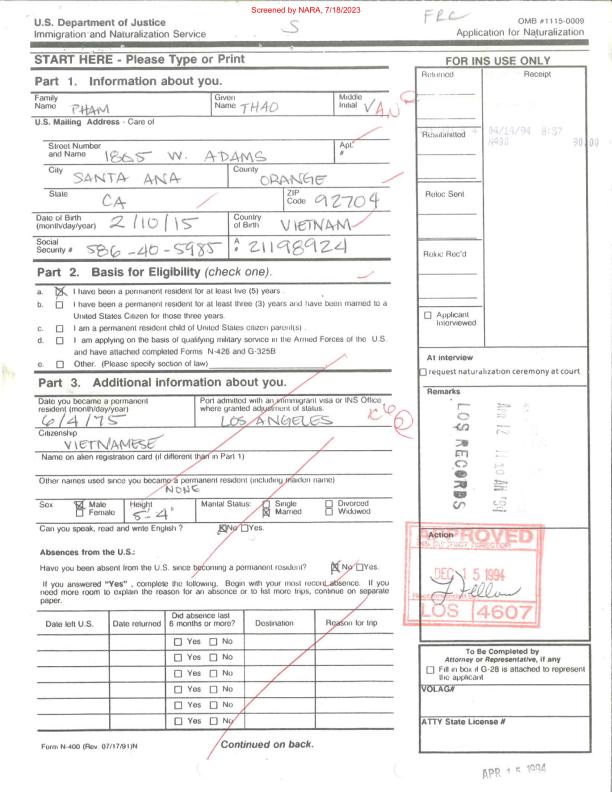 Screened by NARA, 7/18/2023
FRC
S
U.S. Department of Justice
Immigration and Naturalization Service
OMB #1115-0009
Application for Naturalization
START HERE - Please Type or Print
Part 1. Information about you.
Family Name PHAM
Given Name THAO
Middle Initial VAN
U.S. Mailing Address - Care of
Street Number and Name 1865 W. ADAMS
Apt. #
City SANTA ANA
County ORANGE
State CA
ZIP Code 92704
Date of Birth (month/day/year) 2/10/15
Country of Birth VIETNAM
Social Security # 586-40-5985
A # 21198924
Part 2. Basis for Eligibility (check one).
a. I have been a permanent resident for at least five (5) years.
b. I have been a permanent resident for at least three (3) years and have been married to a
United States Citizen for those three years.
c. I am a permanent resident child of United States citizen parent(s).
d. I am applying on the basis of qualifying military service in the Armed Forces of the U.S.
and have attached completed Forms N-426 and G-325B
e. Other. (Please specify section of law)
Part 3. Additional information about you.
Date you became a permanent resident (month/day/year) 6/4/75
Port admitted with an immigrant visa or INS Office where granted adjustment of status. LOS ANGELES
Citizenship VIETNAMESE
Name on alien registration card (if different than in Part 1)
Other names used since you became a permanent resident (including maiden name)
NONE
Sex Male Female
Height 5-4"
Marital Status: Single Married Divorced Widowed
Can you speak, read and write English ? No Yes.
Absences from the U.S.:
Have you been absent from the U.S. since becoming a permanent resident? No Yes.
If you answered "Yes" , complete the following, Begin with your most recent absence. If you
need more room to explain the reason for an absence or to list more trips, continue on separate
paper.
Date left U.S.
Date returned
Did absence last 6 months or more?
Destination
Reason for trip
Yes No
Yes No
Yes No
Yes No
Yes No
Yes No
Form N-400 (Rev. 07/17/91)N
Continued on back.
FOR INS USE ONLY
Returned
Receipt
Resubmitted
04/14/94 8:57
N400 90.00
Reloc Sent
Reloc Rec'd
Applicant Interviewed
At interview
request naturalization ceremony at court
Remarks
LOS RECORDS
Apr 12 11 30 AM '94
Action
APPROVED
DISTRICT DIRECTOR
DEC 15 1994
LOS 4607
To Be Completed by
Attorney or Representative, if any
Fill in box if G-28 is attached to represent
the applicant
VOLAG#
ATTY State License #
APR 15 1994